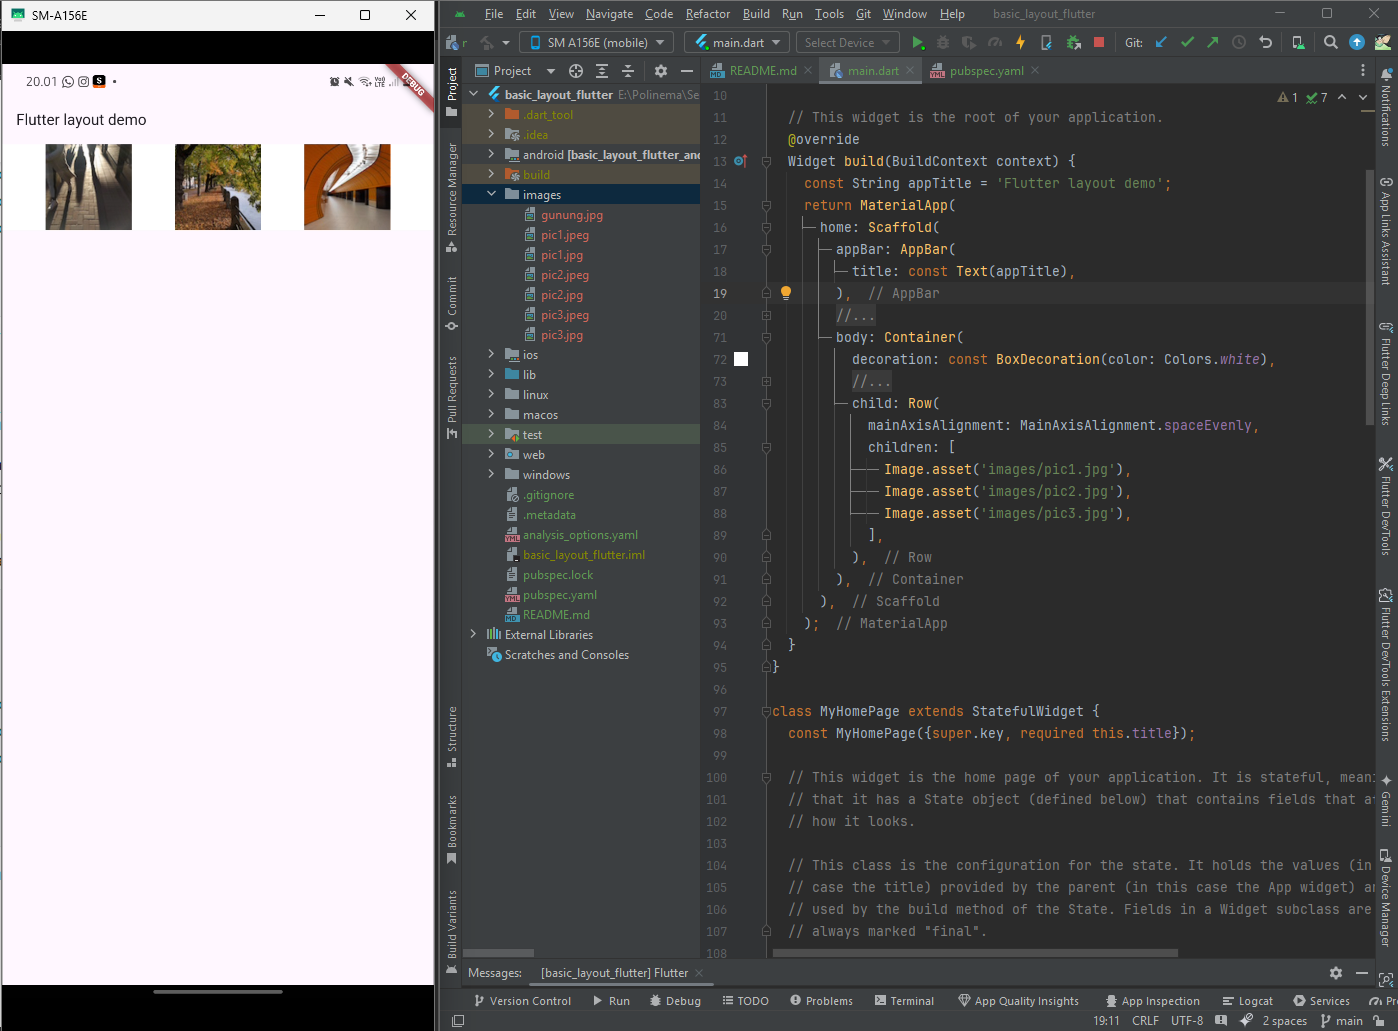 SM-A156E
20.01
VoD LTE
DEBUG
Flutter layout demo
File Edit View Navigate Code Refactor Build Run Tools Git Window Help basic_layout_flutter
SM A156E (mobile) main.dart Select Device Git:
Project
README.md main.dart pubspec.yaml
basic_layout_flutter E:\Polinema\Se
.dart_tool
.idea
android [basic_layout_flutter_and
build
images
gunung.jpg
pic1.jpeg
pic1.jpg
pic2.jpeg
pic2.jpg
pic3.jpeg
pic3.jpg
ios
lib
linux
macos
test
web
windows
.gitignore
.metadata
analysis_options.yaml
basic_layout_flutter.iml
pubspec.lock
pubspec.yaml
README.md
External Libraries
Scratches and Consoles
Project
Resource Manager
Commit
Pull Requests
Structure
Bookmarks
Build Variants
1 7
10
11 // This widget is the root of your application.
12 @override
13 Widget build(BuildContext context) {
14 const String appTitle = 'Flutter layout demo';
15 return MaterialApp(
16 home: Scaffold(
17 appBar: AppBar(
18 title: const Text(appTitle),
19 ), // AppBar
20 //...
71 body: Container(
72 decoration: const BoxDecoration(color: Colors.white),
73 //...
83 child: Row(
84 mainAxisAlignment: MainAxisAlignment.spaceEvenly,
85 children: [
86 Image.asset('images/pic1.jpg'),
87 Image.asset('images/pic2.jpg'),
88 Image.asset('images/pic3.jpg'),
89 ],
90 ), // Row
91 ), // Container
92 ), // Scaffold
93 ); // MaterialApp
94 }
95 }
96
97 class MyHomePage extends StatefulWidget {
98 const MyHomePage({super.key, required this.title});
99
100 // This widget is the home page of your application. It is stateful, meani
101 // that it has a State object (defined below) that contains fields that a
102 // how it looks.
103
104 // This class is the configuration for the state. It holds the values (in
105 // case the title) provided by the parent (in this case the App widget) a
106 // used by the build method of the State. Fields in a Widget subclass are
107 // always marked "final".
108
Notifications
App Links Assistant
Flutter Deep Links
Flutter DevTools
Flutter DevTools Extensions
Gemini
Device Manager
Messages: [basic_layout_flutter] Flutter
Version Control Run Debug TODO Problems Terminal App Quality Insights App Inspection Logcat Services Pr
19:11 CRLF UTF-8 2 spaces main